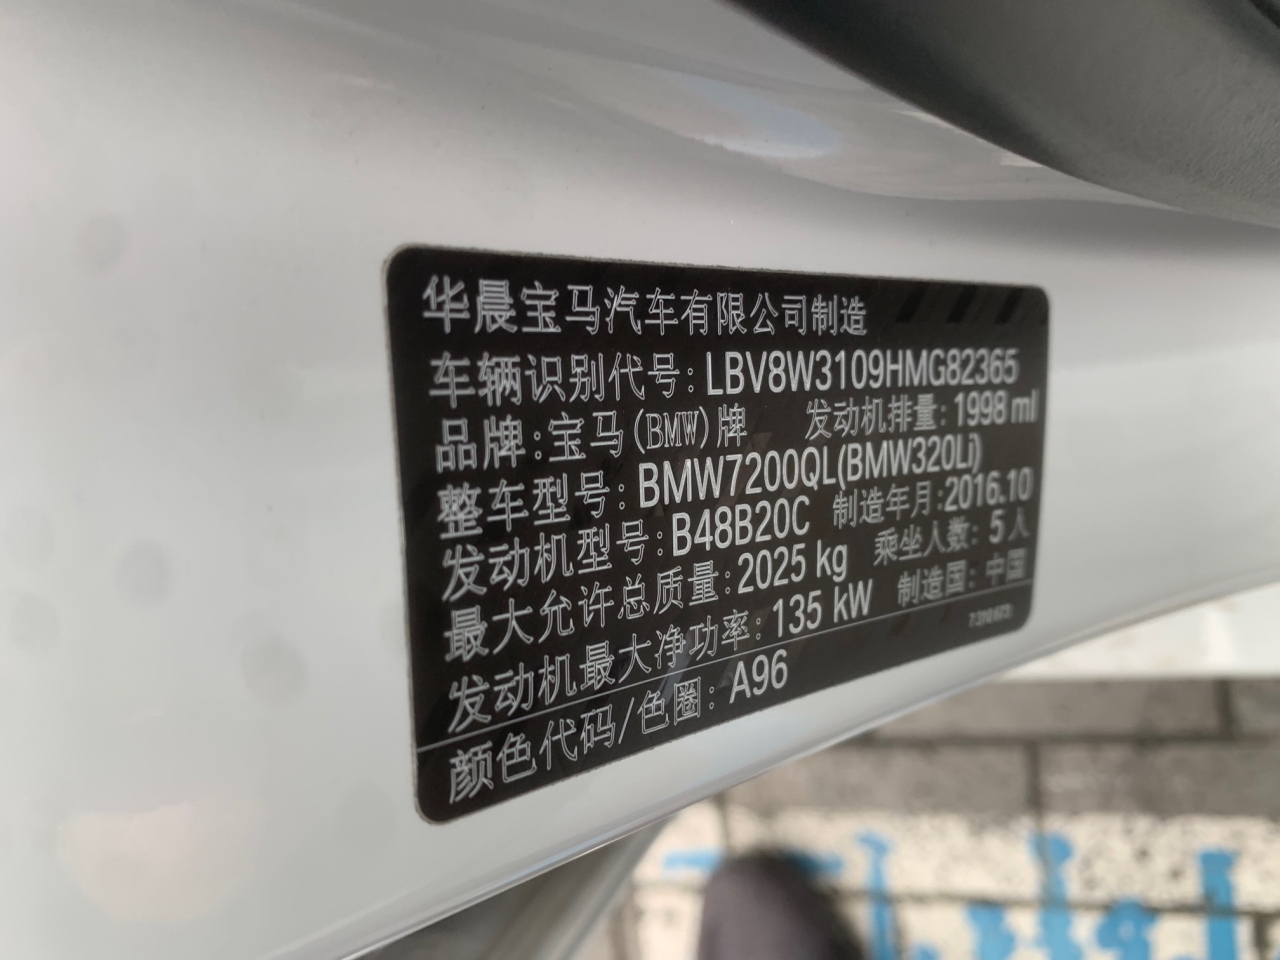 华晨宝马汽车有限公司制造
车辆识别代号: LBV8W3109HMG82365
品牌:宝马(BMW)牌 发动机排量: 1998 ml
整车型号: BMW7200QL(BMW320Li)
发动机型号: B48B20C 制造年月:2016.10
最大允许总质量: 2025 kg 乘坐人数: 5人
发动机最大净功率: 135 kW 制造国: 中国
颜色代码/色圈: A96